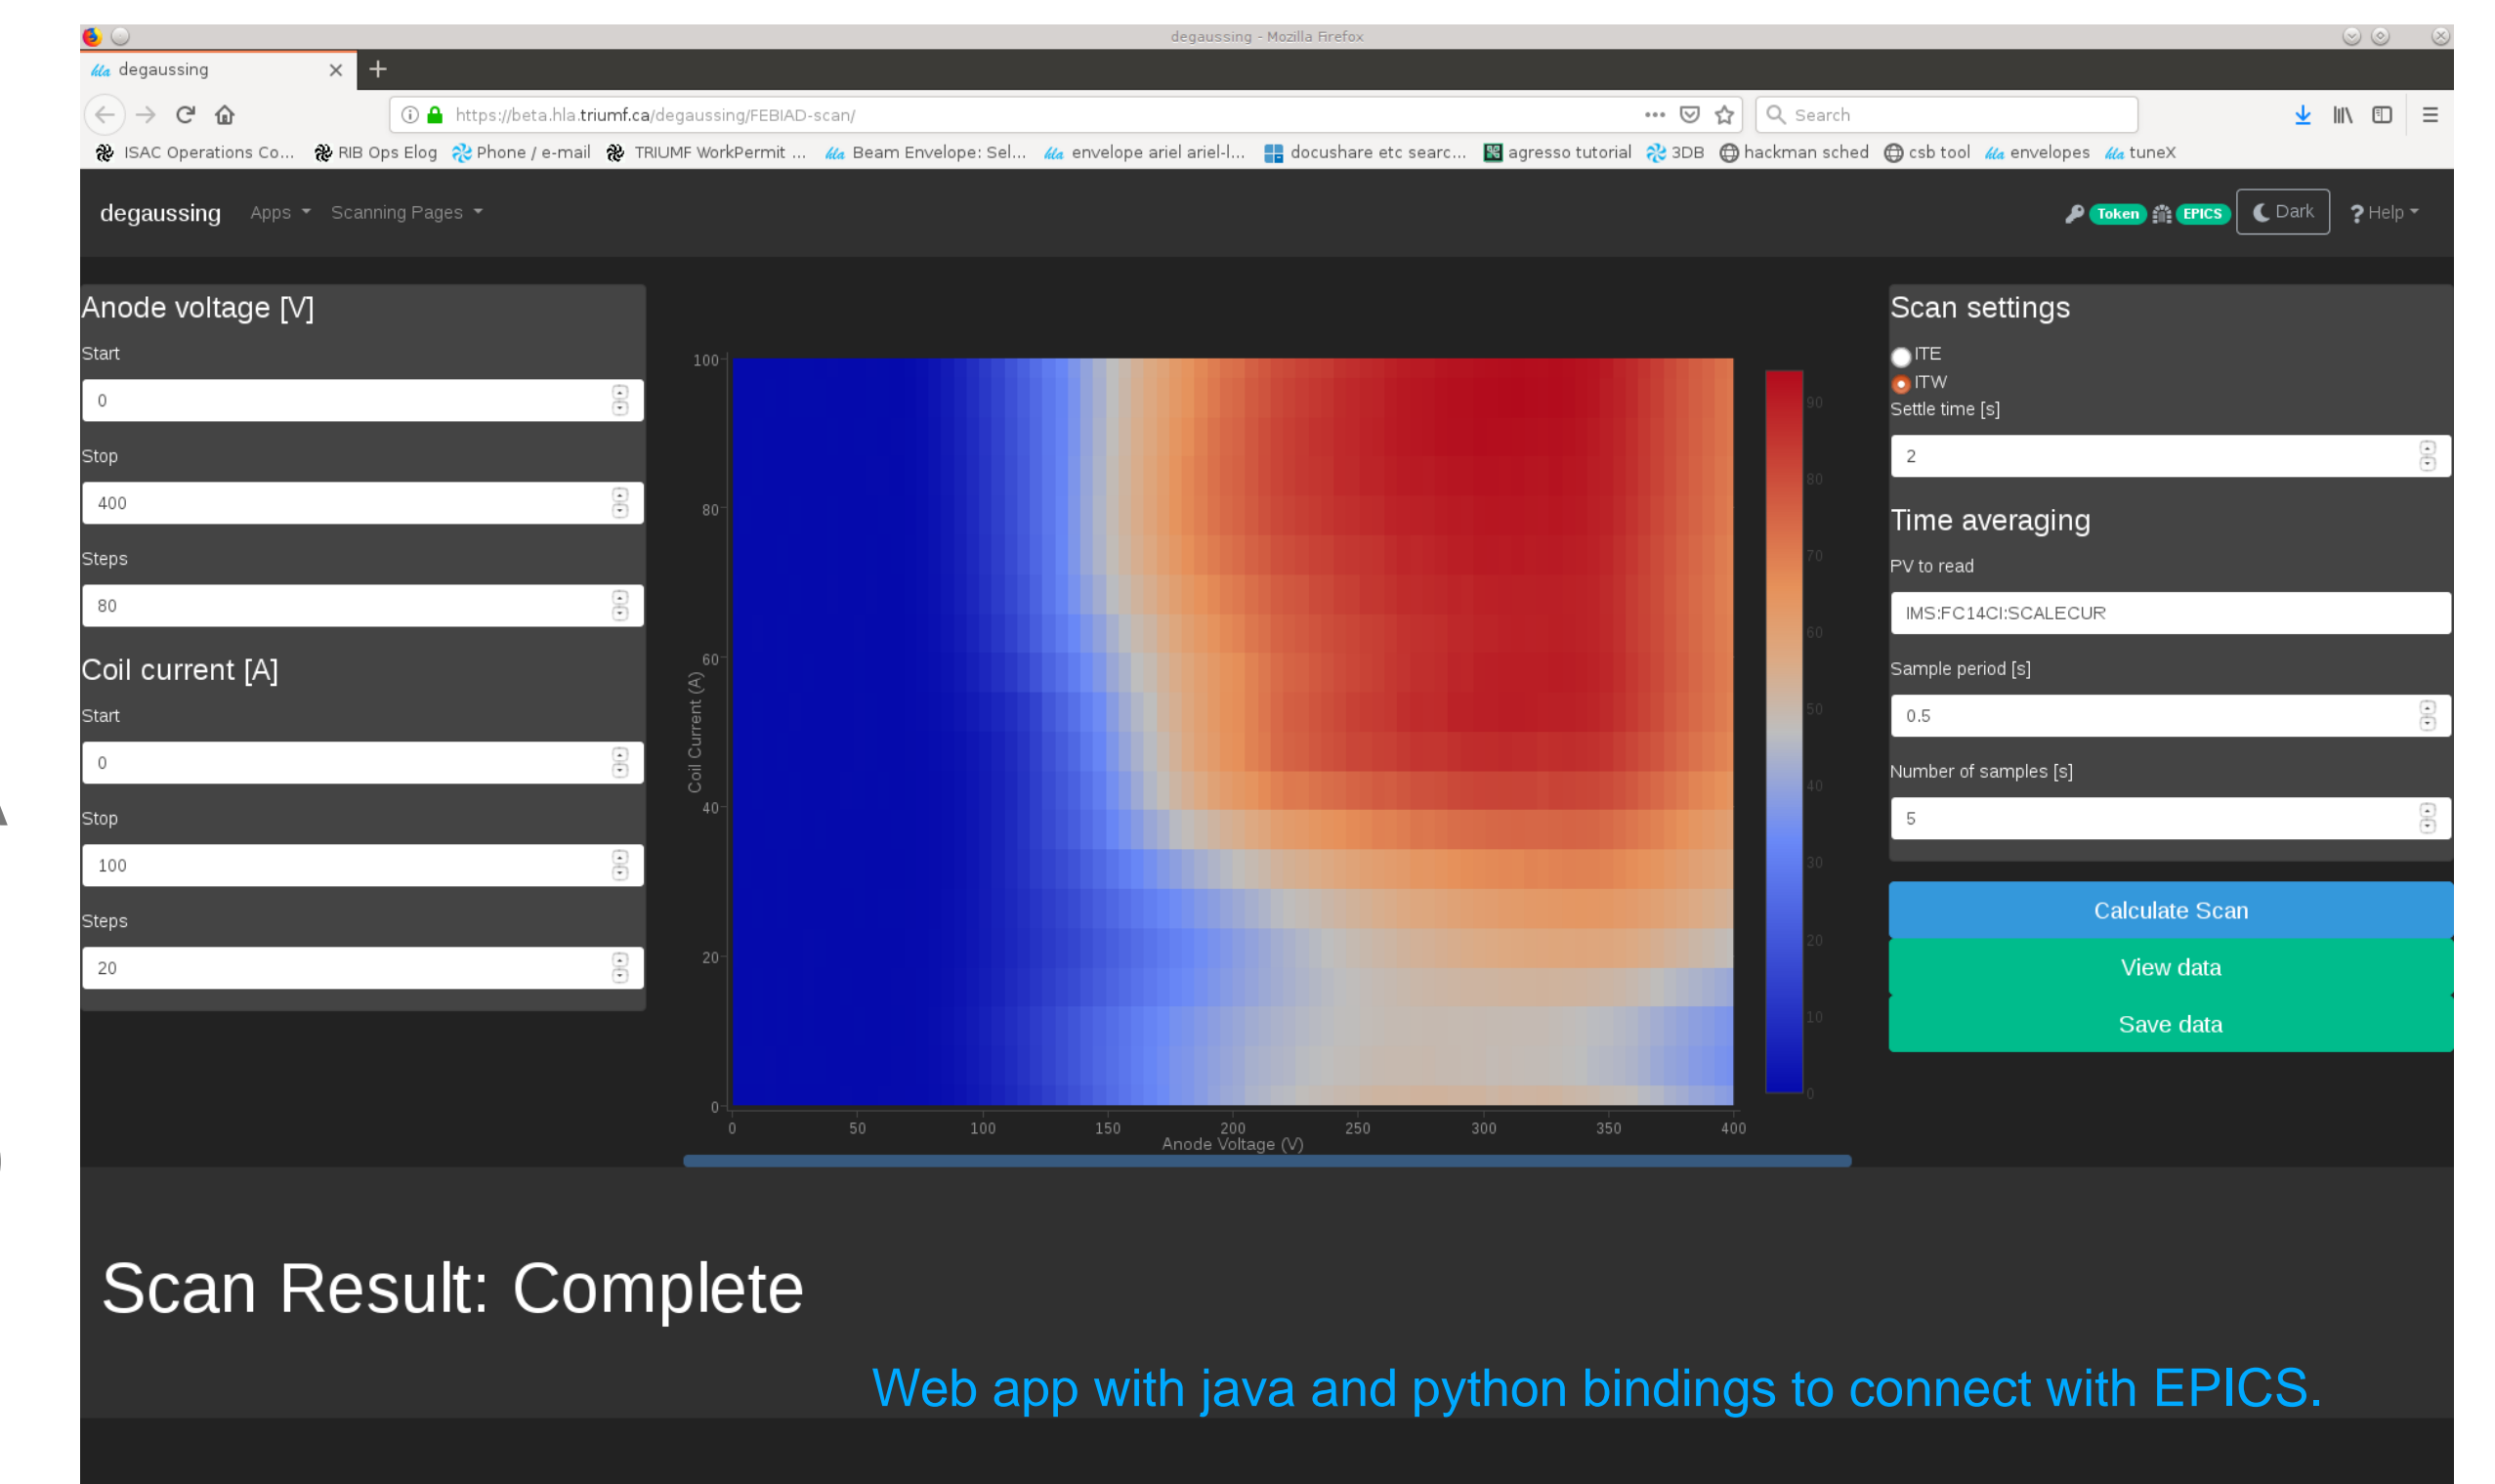 degaussing - Mozilla Firefox
hla degaussing
https://beta.hla.triumf.ca/degaussing/FEBIAD-scan/
Search
ISAC Operations Co... RIB Ops Elog Phone / e-mail TRIUMF WorkPermit ... hla Beam Envelope: Sel... hla envelope ariel ariel-l... docushare etc searc... agresso tutorial 3DB hackman sched csb tool hla envelopes hla tuneX
degaussing Apps Scanning Pages Token EPICS Dark ? Help
Anode voltage [V]
Start
0
Stop
400
Steps
80
Coil current [A]
Start
0
Stop
100
Steps
20
100
80
60
40
20
0
Coil Current (A)
0 50 100 150 200 250 300 350 400
Anode Voltage (V)
90
80
70
60
50
40
30
20
10
0
Scan settings
ITE
ITW
Settle time [s]
2
Time averaging
PV to read
IMS:FC14CI:SCALECUR
Sample period [s]
0.5
Number of samples [s]
5
Calculate Scan
View data
Save data
Scan Result: Complete
Web app with java and python bindings to connect with EPICS.